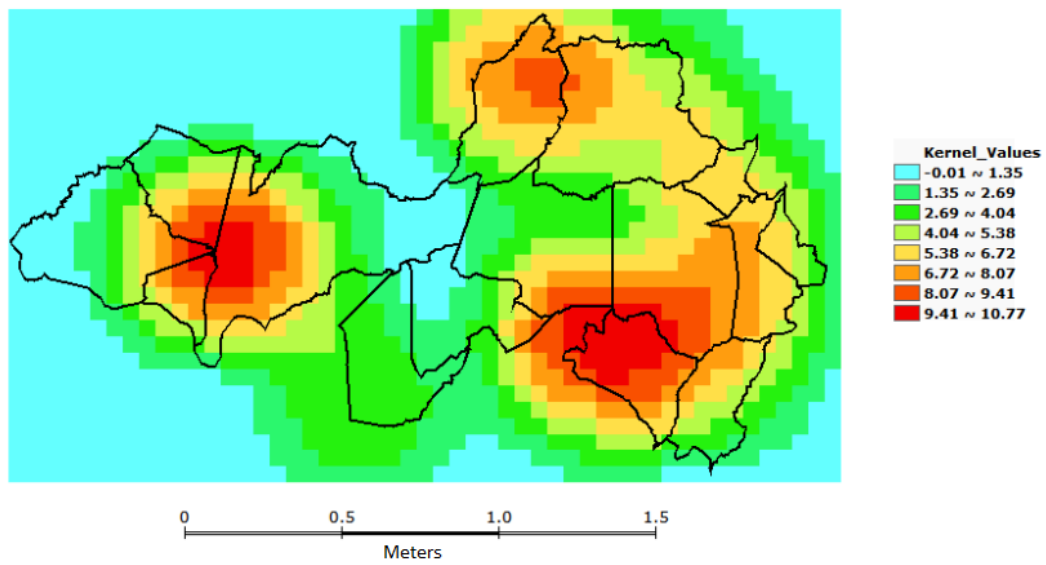 Kernel_Values
-0.01 ~ 1.35
1.35 ~ 2.69
2.69 ~ 4.04
4.04 ~ 5.38
5.38 ~ 6.72
6.72 ~ 8.07
8.07 ~ 9.41
9.41 ~ 10.77
0 0.5 1.0 1.5
Meters